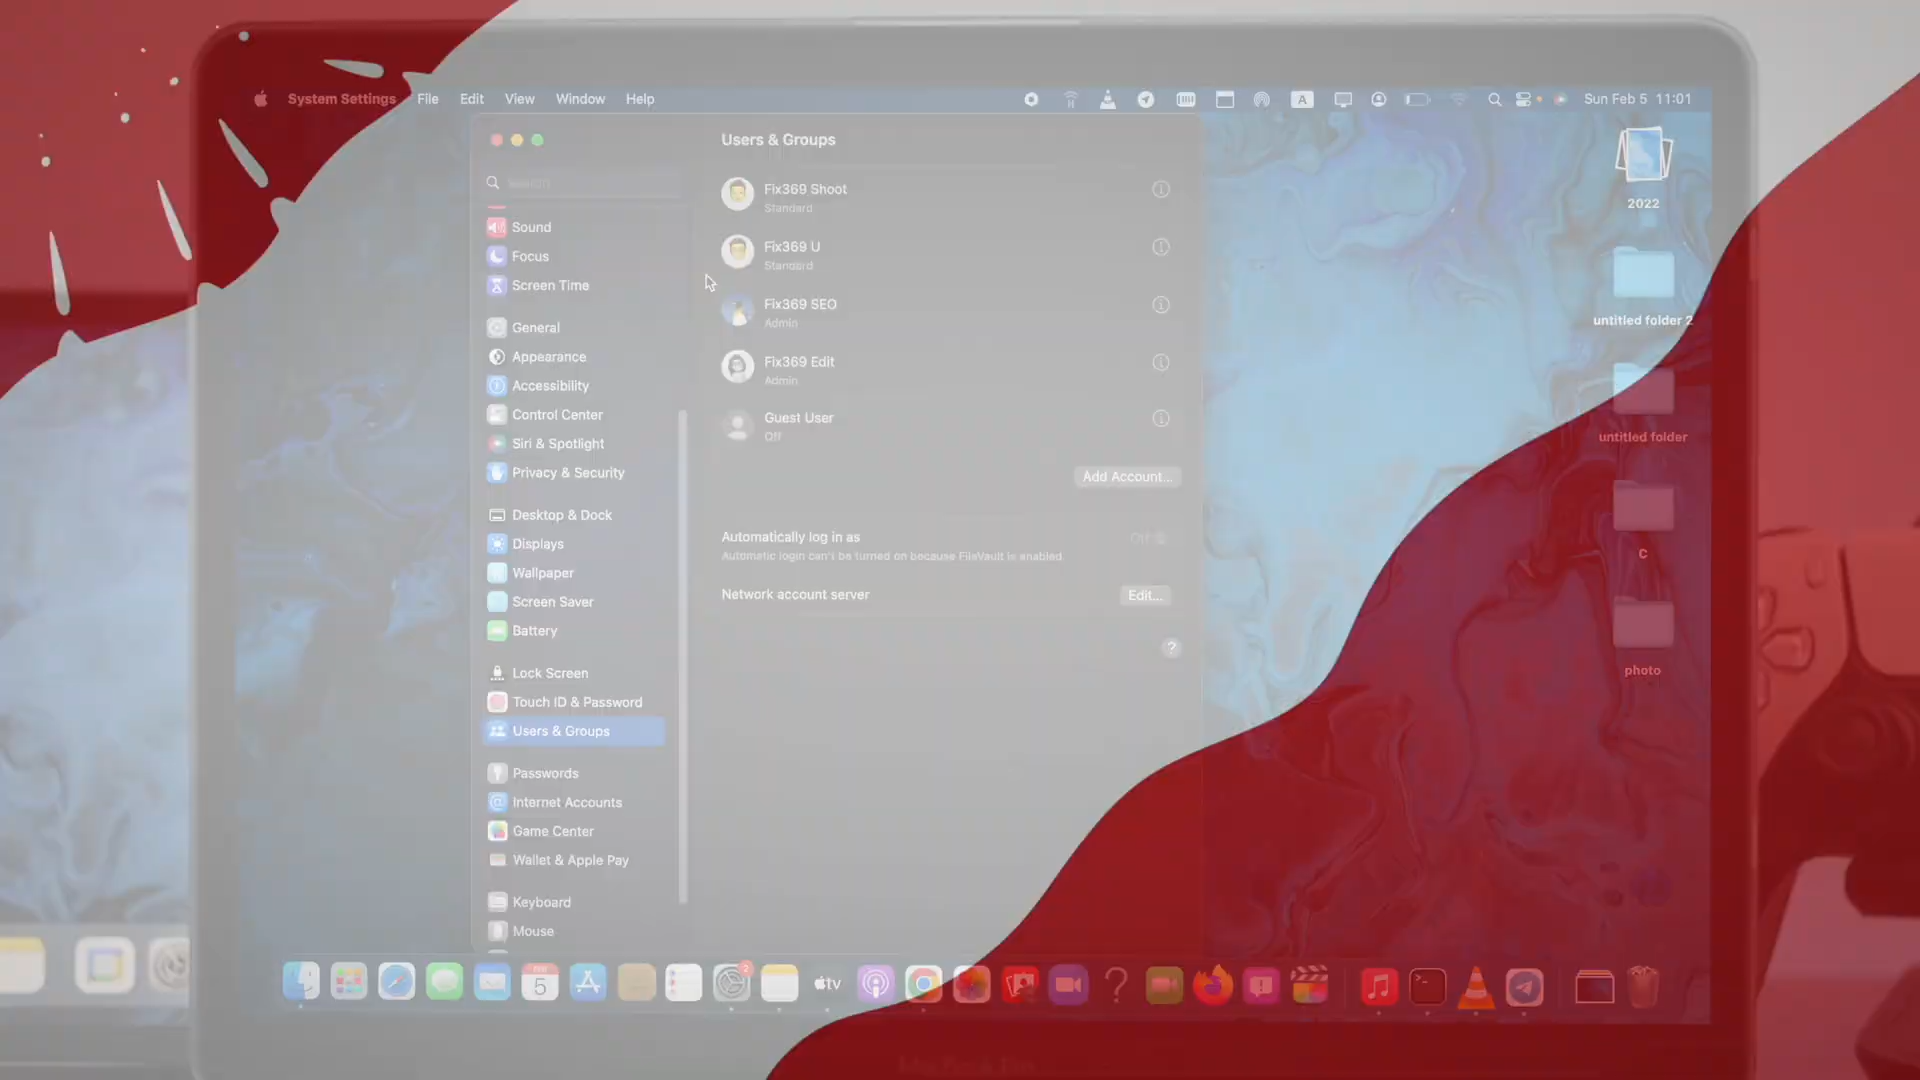 System Settings File Edit View Window Help A Sun Feb 5 11:01
Users & Groups
Search
Sound
Focus
Screen Time
General
Appearance
Accessibility
Control Center
Siri & Spotlight
Privacy & Security
Desktop & Dock
Displays
Wallpaper
Screen Saver
Battery
Lock Screen
Touch ID & Password
Users & Groups
Passwords
Internet Accounts
Game Center
Wallet & Apple Pay
Keyboard
Mouse
Fix369 Shoot
Standard
Fix369 U
Standard
Fix369 SEO
Admin
Fix369 Edit
Admin
Guest User
Off
Add Account...
Automatically log in as Off
Automatic login can't be turned on because FileVault is enabled
Network account server Edit...
?
2022
untitled folder 2
untitled folder
C
photo
5
2
tv